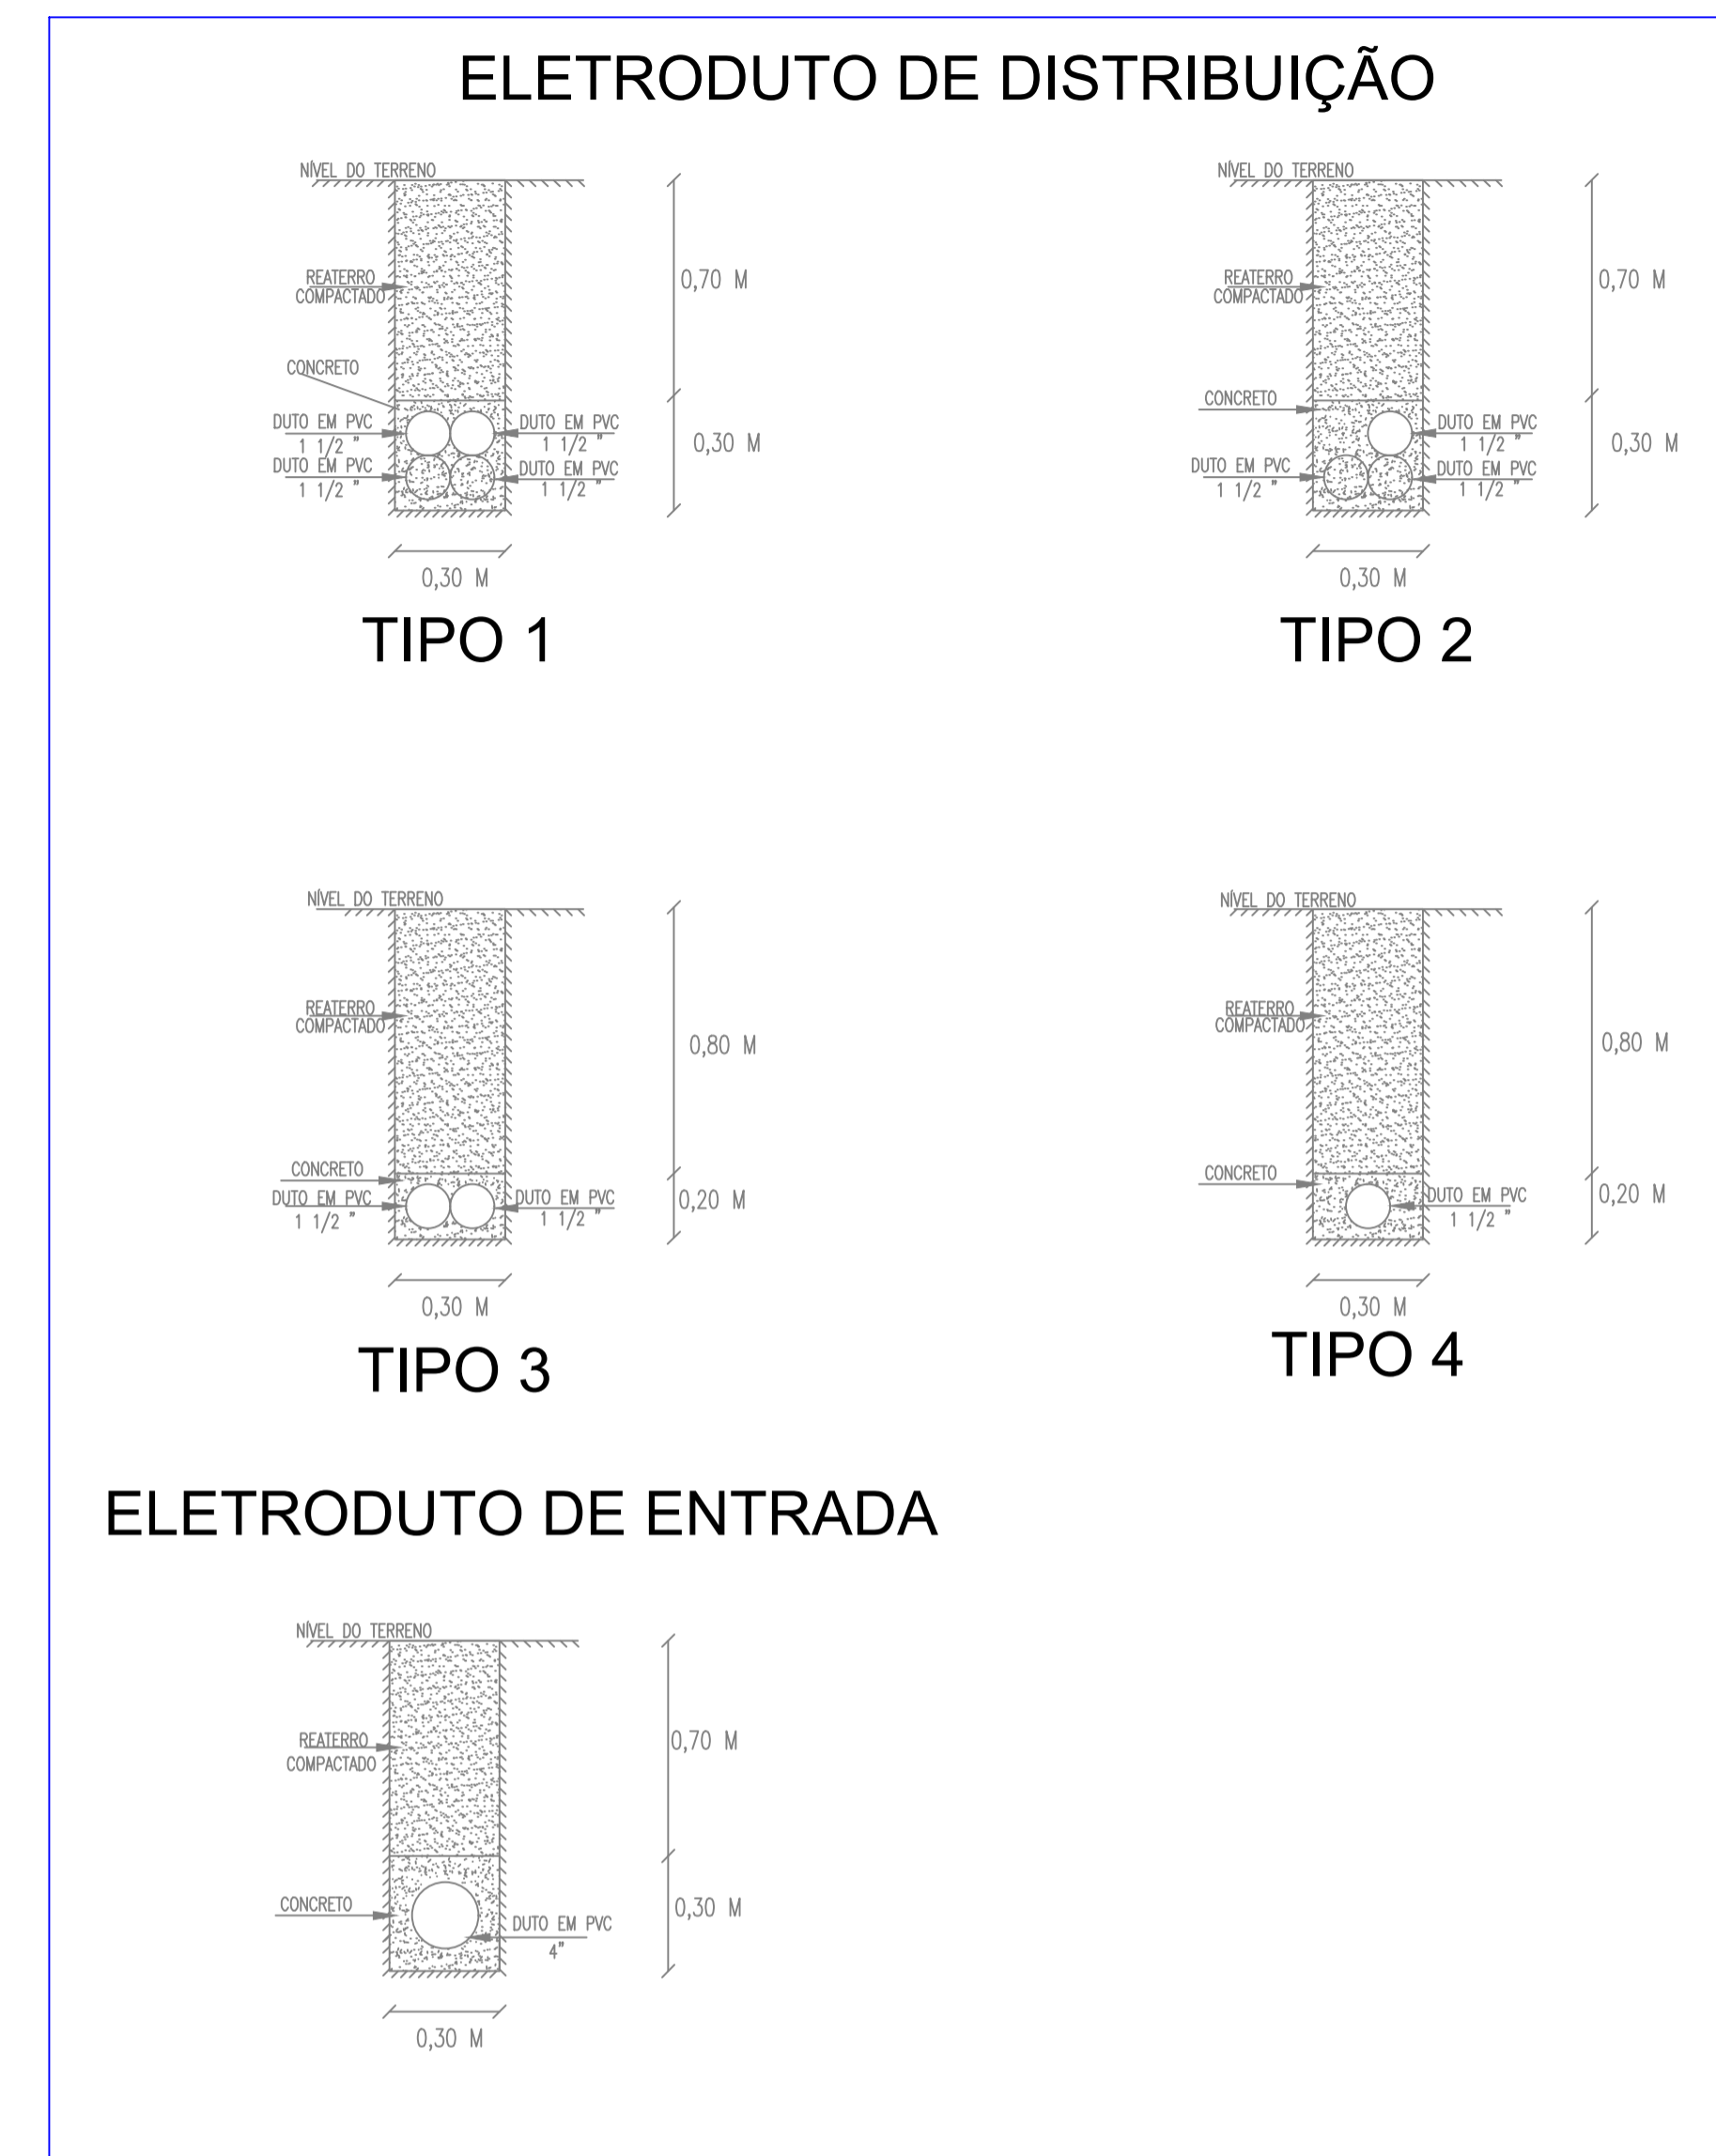 ELETRODUTO DE DISTRIBUIÇÃO
NÍVEL DO TERRENO
REATERRO
COMPACTADO
0,70 M
CONCRETO
DUTO EM PVC
1 1/2 "
DUTO EM PVC
1 1/2 "
DUTO EM PVC
1 1/2 "
DUTO EM PVC
1 1/2 "
0,30 M
0,30 M
TIPO 1
NÍVEL DO TERRENO
REATERRO
COMPACTADO
0,70 M
CONCRETO
DUTO EM PVC
1 1/2 "
DUTO EM PVC
1 1/2 "
DUTO EM PVC
1 1/2 "
0,30 M
0,30 M
TIPO 2
NÍVEL DO TERRENO
REATERRO
COMPACTADO
0,80 M
CONCRETO
DUTO EM PVC
1 1/2 "
DUTO EM PVC
1 1/2 "
0,20 M
0,30 M
TIPO 3
NÍVEL DO TERRENO
REATERRO
COMPACTADO
0,80 M
CONCRETO
DUTO EM PVC
1 1/2 "
0,20 M
0,30 M
TIPO 4
ELETRODUTO DE ENTRADA
NÍVEL DO TERRENO
REATERRO
COMPACTADO
0,70 M
CONCRETO
DUTO EM PVC
4"
0,30 M
0,30 M